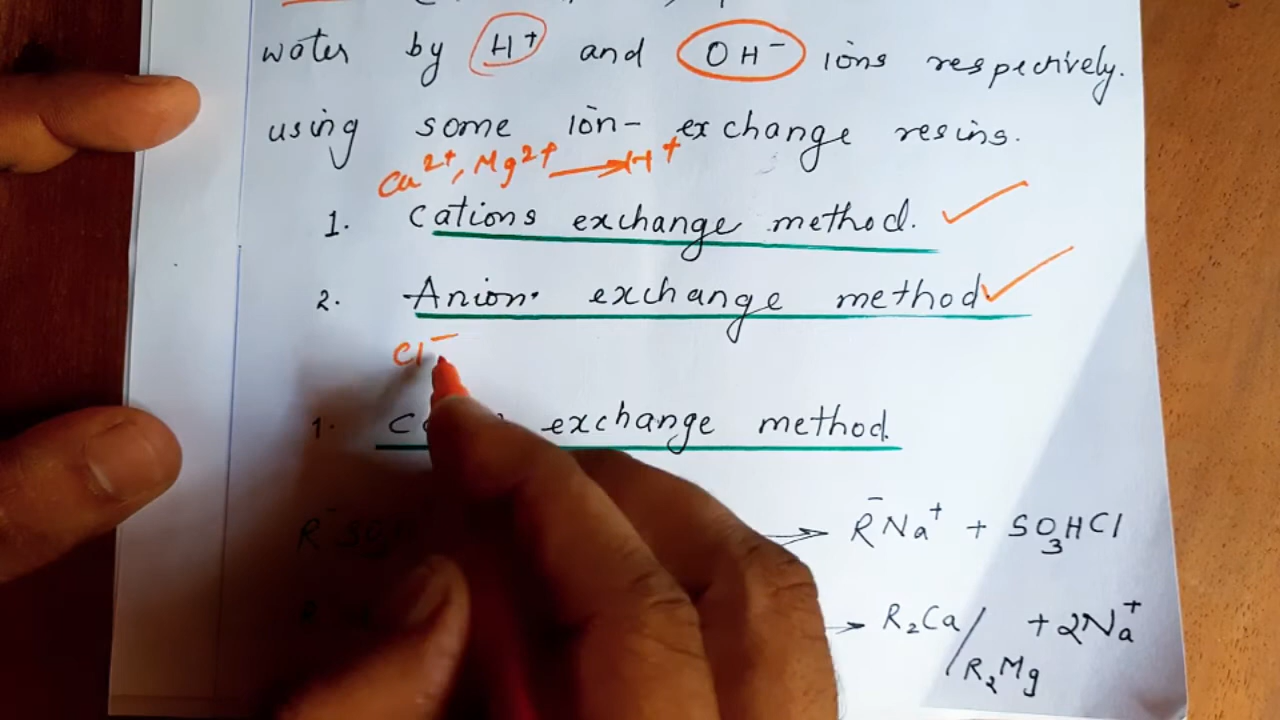 water by H⁺ and OH⁻ ions respectively.
using some ion- exchange resins.
Ca²⁺, Mg²⁺ → H⁺
1. Cations exchange method.
2. Anion exchange method
Cl⁻
1. exchange method.
→ R̄Na⁺ + SO₃HCl
→ R₂Ca/ + 2Na⁺
R₂Mg